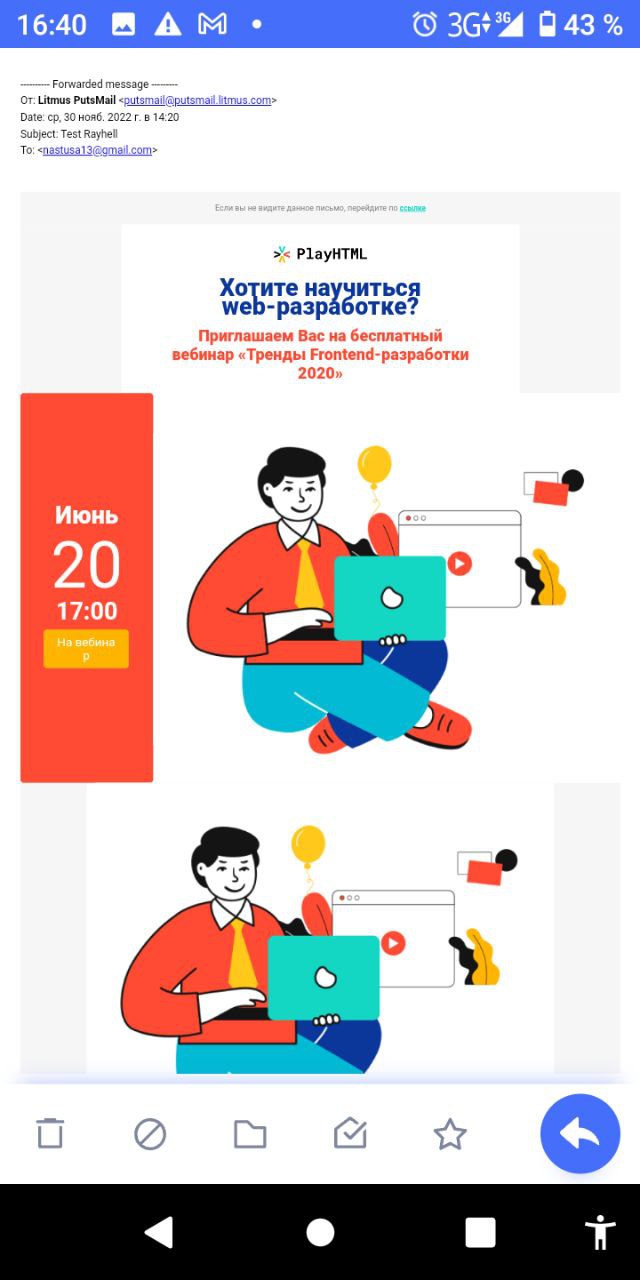 16:40
3G
3G
43 %
---------- Forwarded message ---------
От: Litmus PutsMail <putsmail@putsmail.litmus.com>
Date: ср, 30 нояб. 2022 г. в 14:20
Subject: Test Rayhell
To: <nastusa13@gmail.com>
Если вы не видите данное письмо, перейдите по ссылке
PlayHTML
Хотите научиться
web-разработке?
Приглашаем Вас на бесплатный
вебинар «Тренды Frontend-разработки
2020»
Июнь
20
17:00
На вебина
р